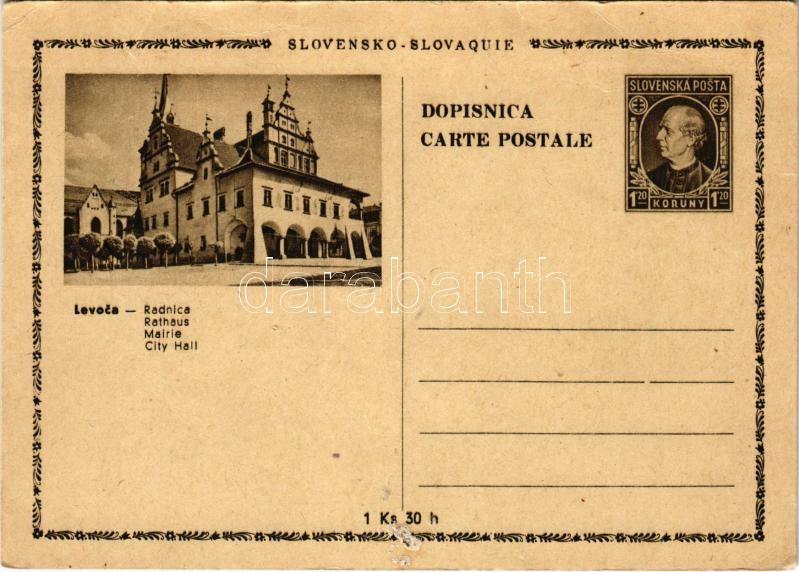 SLOVENSKO - SLOVAQUIE
DOPISNICA
CARTE POSTALE
SLOVENSKÁ POŠTA
1'20 KORUNY 1'20
Levoča — Radnica
Rathaus
Mairie
City Hall
darabanth
1 Ks 30 h